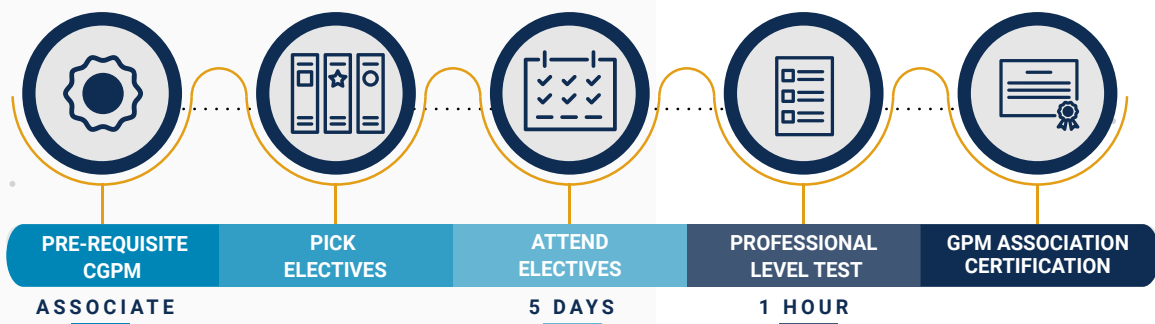 PRE-REQUISITE
CGPM
PICK
ELECTIVES
ATTEND
ELECTIVES
PROFESSIONAL
LEVEL TEST
GPM ASSOCIATION
CERTIFICATION
ASSOCIATE
5 DAYS
1 HOUR